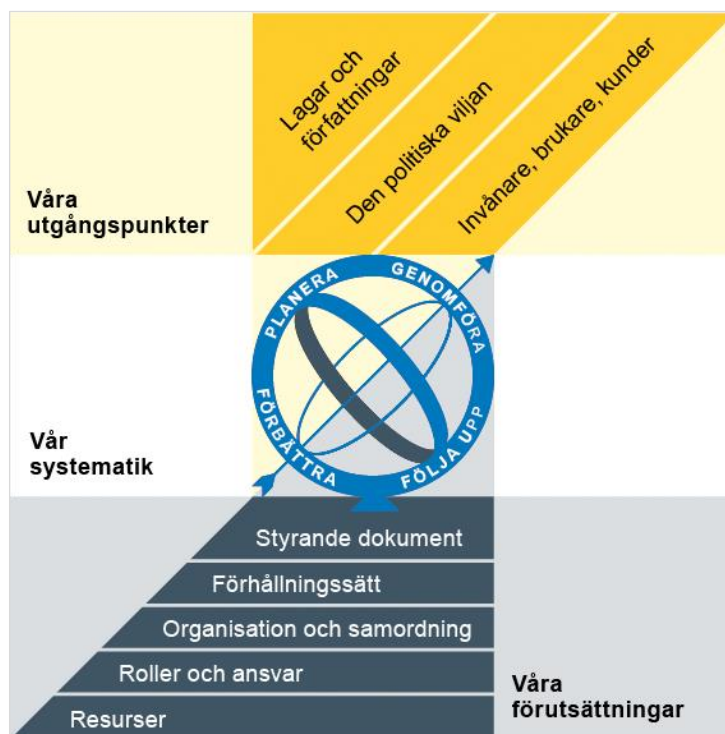 Lagar och
författningar
Den politiska viljan
Invånare, brukare, kunder
Våra
utgångspunkter
PLANERA
GENOMFÖRA
FÖRBÄTTRA
FÖLJA UPP
Vår
systematik
Styrande dokument
Förhållningssätt
Organisation och samordning
Roller och ansvar
Resurser
Våra
förutsättningar